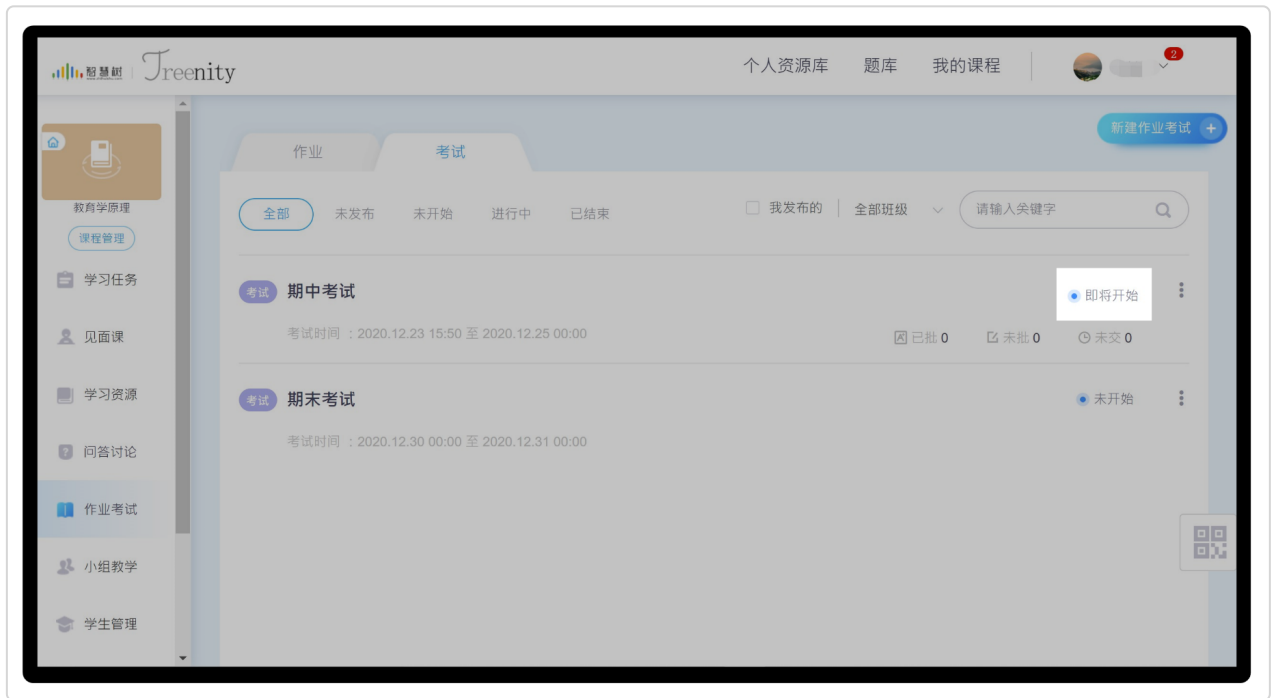 智慧树 Treenity
个人资源库 题库 我的课程 2
新建作业考试 +
作业 考试
教育学原理
课程管理
全部 未发布 未开始 进行中 已结束 我发布的 全部班级 请输入关键字
学习任务
见面课
学习资源
问答讨论
作业考试
小组教学
学生管理
考试 期中考试 即将开始
考试时间 : 2020.12.23 15:50 至 2020.12.25 00:00 已批 0 未批 0 未交 0
考试 期末考试 未开始
考试时间 : 2020.12.30 00:00 至 2020.12.31 00:00